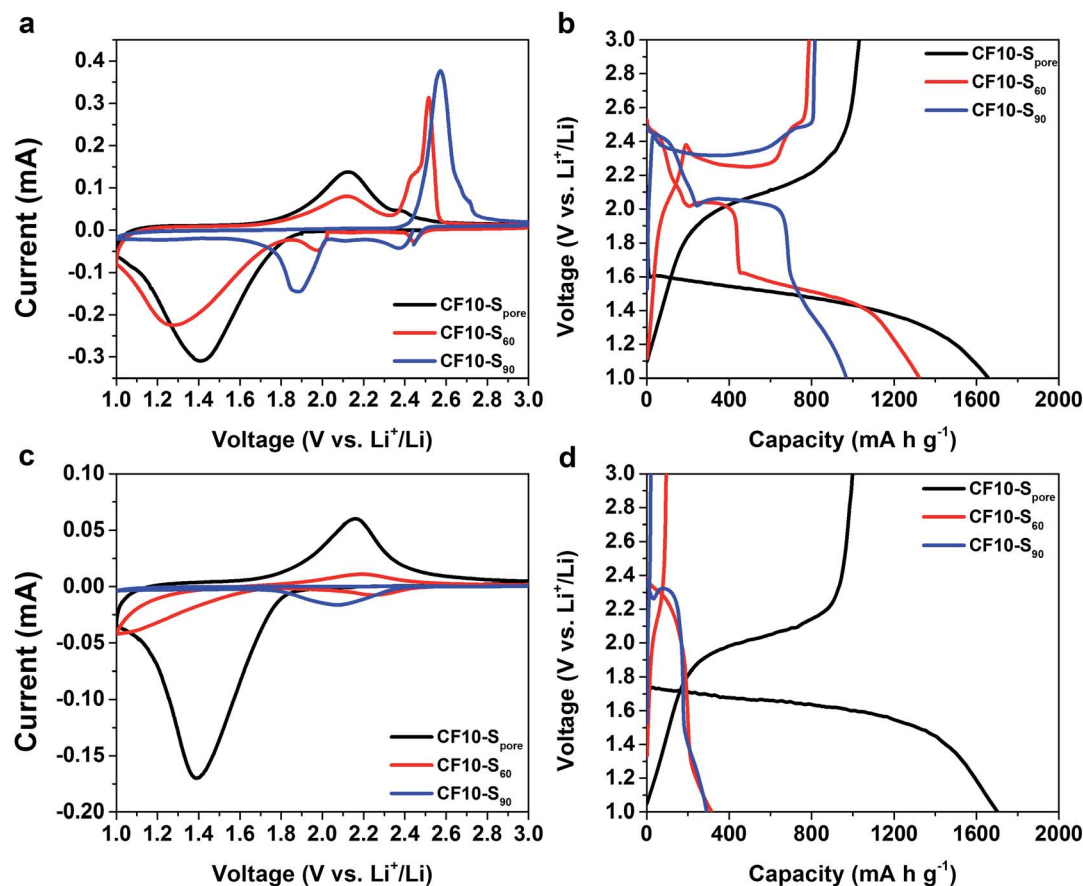 a
0.4
0.3
0.2
0.1
0.0
-0.1
-0.2
-0.3
Current (mA)
CF10-Spore
CF10-S60
CF10-S90
1.0 1.2 1.4 1.6 1.8 2.0 2.2 2.4 2.6 2.8 3.0
Voltage (V vs. Li+/Li)
b
3.0
2.8
2.6
2.4
2.2
2.0
1.8
1.6
1.4
1.2
1.0
Voltage (V vs. Li+/Li)
CF10-Spore
CF10-S60
CF10-S90
0 400 800 1200 1600 2000
Capacity (mA h g-1)
c
0.10
0.05
0.00
-0.05
-0.10
-0.15
-0.20
Current (mA)
CF10-Spore
CF10-S60
CF10-S90
1.0 1.2 1.4 1.6 1.8 2.0 2.2 2.4 2.6 2.8 3.0
Voltage (V vs. Li+/Li)
d
3.0
2.8
2.6
2.4
2.2
2.0
1.8
1.6
1.4
1.2
1.0
Voltage (V vs. Li+/Li)
CF10-Spore
CF10-S60
CF10-S90
0 400 800 1200 1600 2000
Capacity (mA h g-1)